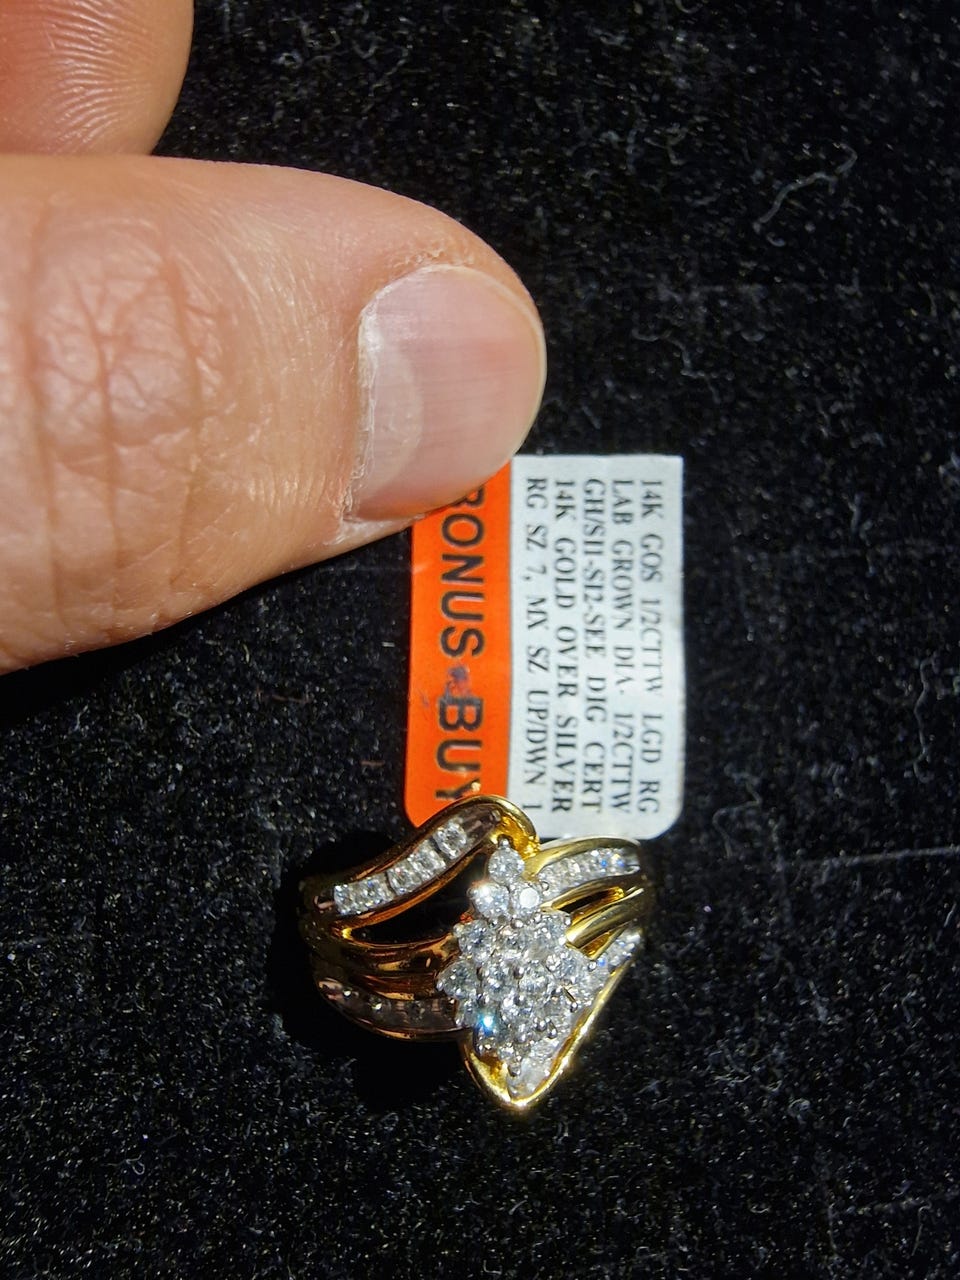 14K GOS 1/2CTTW LGD RG
LAB GROWN DIA- 1/2CTTW
GH/SI1-SI2-SEE DIG CERT
14K GOLD OVER SILVER
RG SZ 7, MX SZ UP/DWN 1
BONUS-BUY